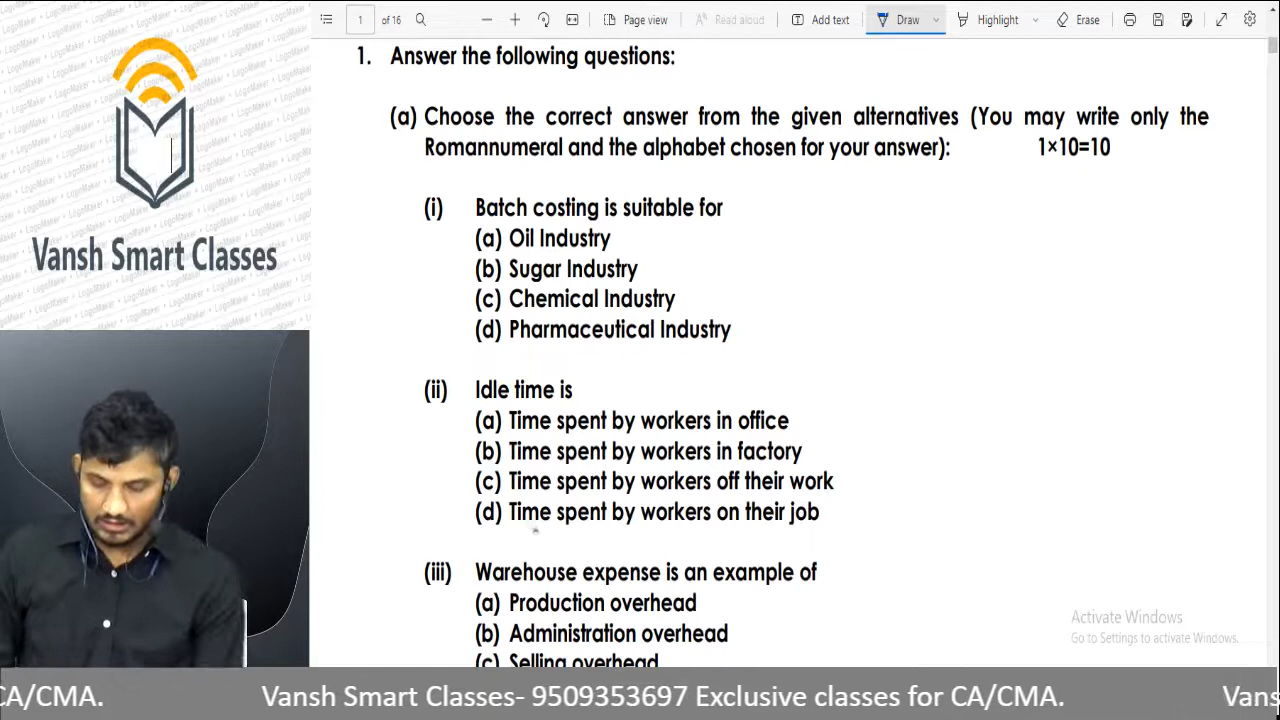 1 of 16 Page view Read aloud Add text Draw Highlight Erase
1. Answer the following questions:
(a) Choose the correct answer from the given alternatives (You may write only the
Romannumeral and the alphabet chosen for your answer): 1×10=10
(i) Batch costing is suitable for
(a) Oil Industry
(b) Sugar Industry
(c) Chemical Industry
(d) Pharmaceutical Industry
(ii) Idle time is
(a) Time spent by workers in office
(b) Time spent by workers in factory
(c) Time spent by workers off their work
(d) Time spent by workers on their job
(iii) Warehouse expense is an example of
(a) Production overhead
(b) Administration overhead
(c) Selling overhead
Vansh Smart Classes
Activate Windows
Go to Settings to activate Windows.
CA/CMA. Vansh Smart Classes- 9509353697 Exclusive classes for CA/CMA. Vans